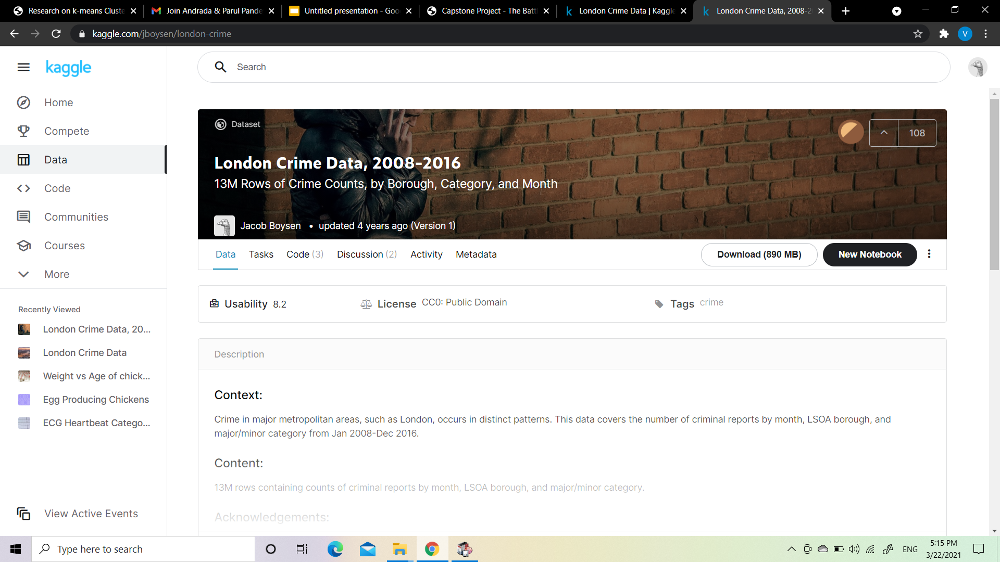 Research on k-means Cluste
Join Andrada & Parul Pande
Untitled presentation - Goo
Capstone Project - The Batt
London Crime Data | Kaggle
London Crime Data, 2008-2
V
kaggle.com/jboysen/london-crime
kaggle
Search
Home
Compete
Data
Code
Communities
Courses
More
Recently Viewed
London Crime Data, 20...
London Crime Data
Weight vs Age of chick...
Egg Producing Chickens
ECG Heartbeat Catego...
View Active Events
Dataset
108
London Crime Data, 2008-2016
13M Rows of Crime Counts, by Borough, Category, and Month
Jacob Boysen • updated 4 years ago (Version 1)
Data Tasks Code (3) Discussion (2) Activity Metadata Download (890 MB) New Notebook
Usability 8.2 License CC0: Public Domain Tags crime
Description
Context:
Crime in major metropolitan areas, such as London, occurs in distinct patterns. This data covers the number of criminal reports by month, LSOA borough, and
major/minor category from Jan 2008-Dec 2016.
Content:
13M rows containing counts of criminal reports by month, LSOA borough, and major/minor category.
Acknowledgements:
Type here to search
ENG
5:15 PM
3/22/2021